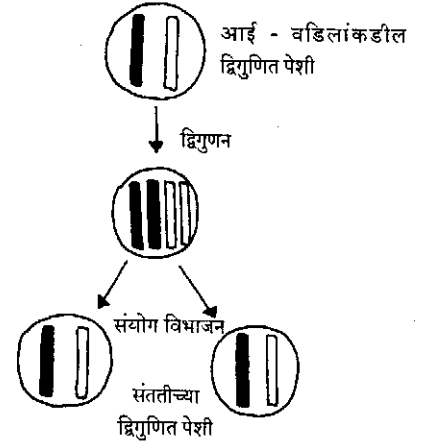 आई - वडिलांकडील
द्विगुणित पेशी
द्विगुणन
संयोग विभाजन
संततीच्या
द्विगुणित पेशी